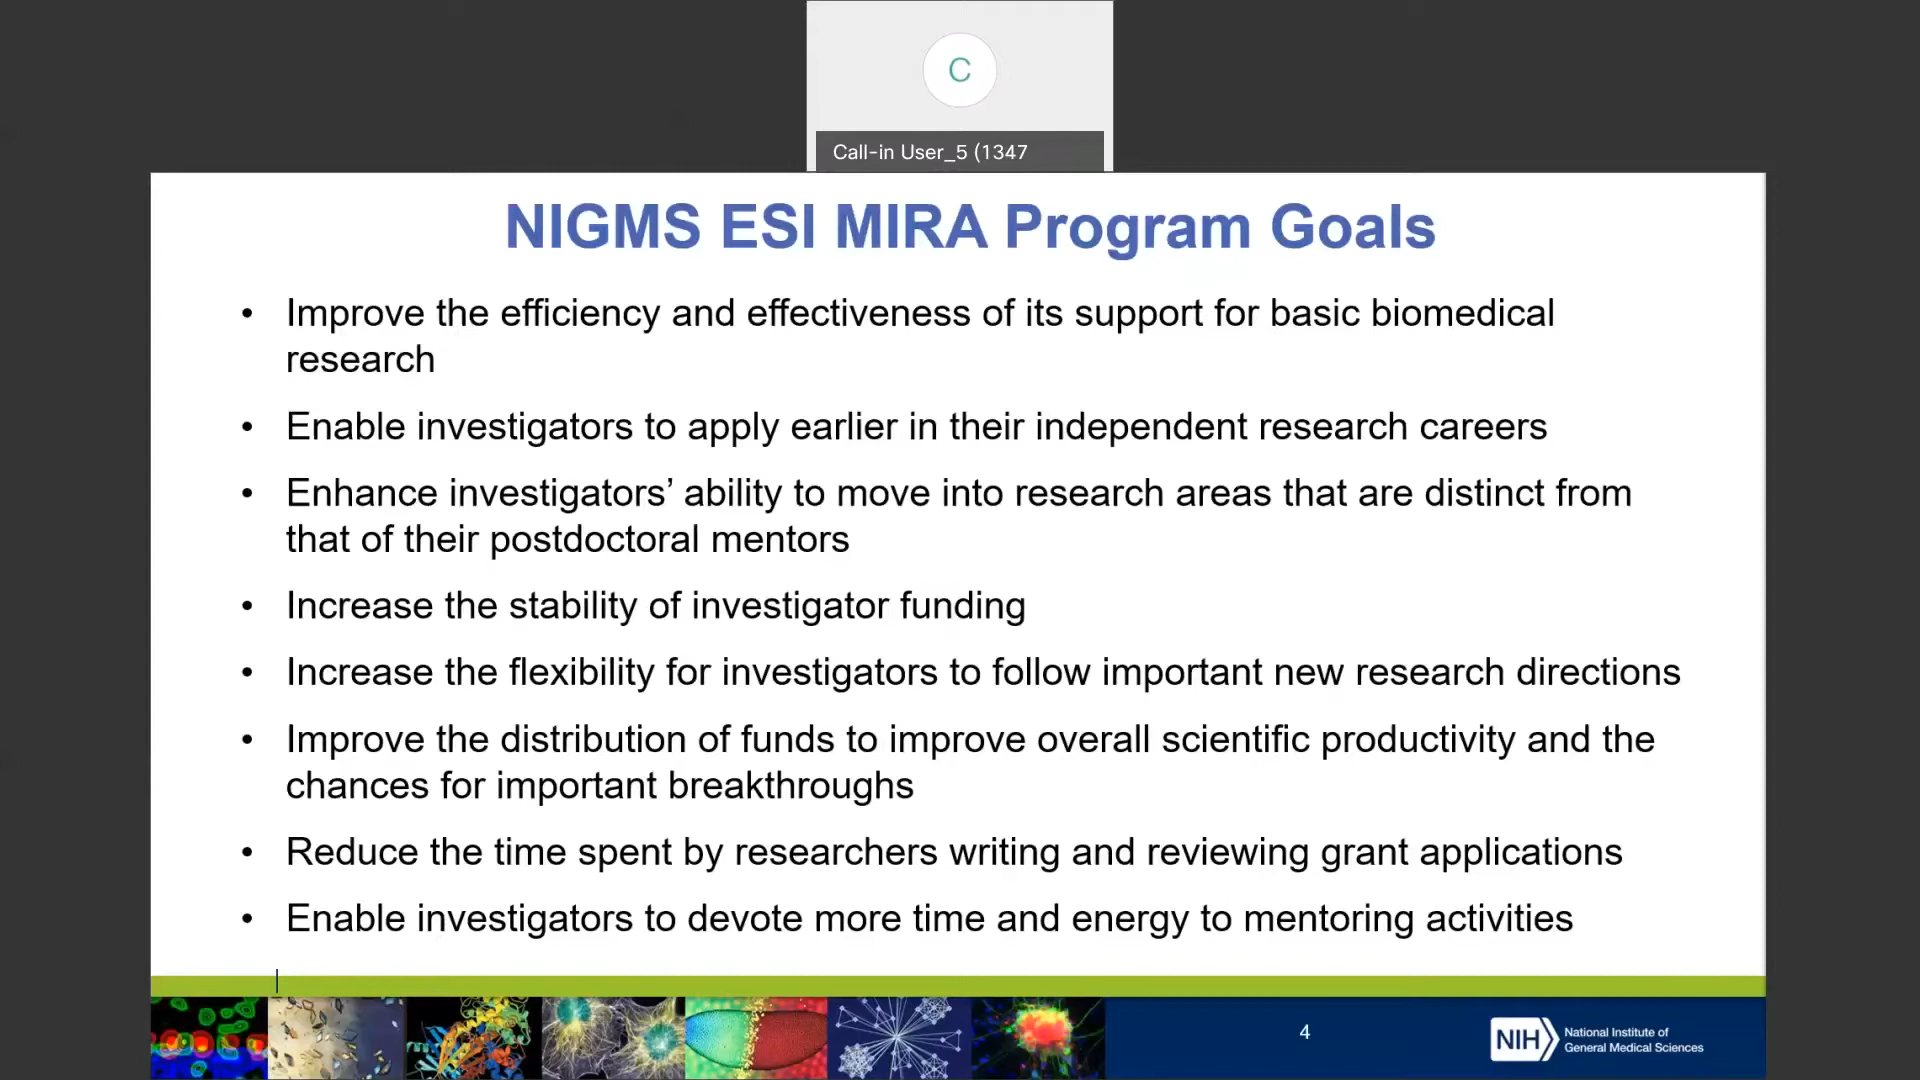 C
Call-in User_5 (1347
NIGMS ESI MIRA Program Goals
• Improve the efficiency and effectiveness of its support for basic biomedical
research
• Enable investigators to apply earlier in their independent research careers
• Enhance investigators’ ability to move into research areas that are distinct from
that of their postdoctoral mentors
• Increase the stability of investigator funding
• Increase the flexibility for investigators to follow important new research directions
• Improve the distribution of funds to improve overall scientific productivity and the
chances for important breakthroughs
• Reduce the time spent by researchers writing and reviewing grant applications
• Enable investigators to devote more time and energy to mentoring activities
4
NIH
National Institute of
General Medical Sciences